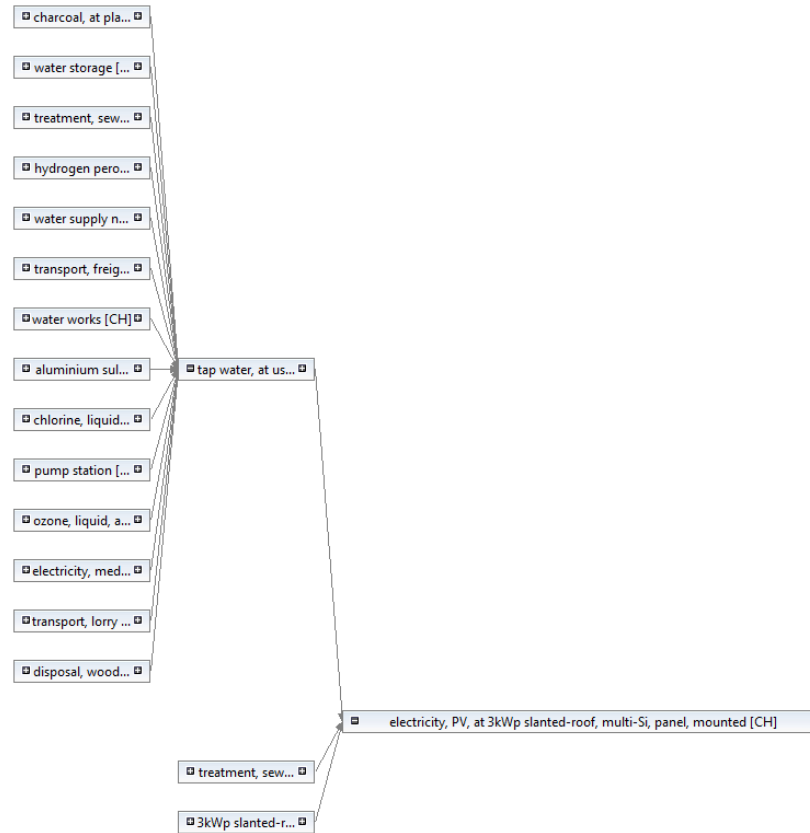 charcoal, at pla...
water storage [...
treatment, sew...
hydrogen pero...
water supply n...
transport, freig...
water works [CH]
aluminium sul...
tap water, at us...
chlorine, liquid...
pump station [...
ozone, liquid, a...
electricity, med...
transport, lorry ...
disposal, wood...
electricity, PV, at 3kWp slanted-roof, multi-Si, panel, mounted [CH]
treatment, sew...
3kWp slanted-r...